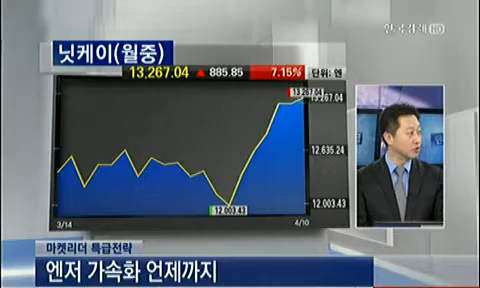 한국경제 HD
닛케이(월중)
13,267.04 ▲ 885.85 7.15% 단위: 엔
13,267.04
13,267.04
12,635.24
12,003.43
12,003.43
3/14 4/10
마켓리더 특급전략
엔저 가속화 언제까지